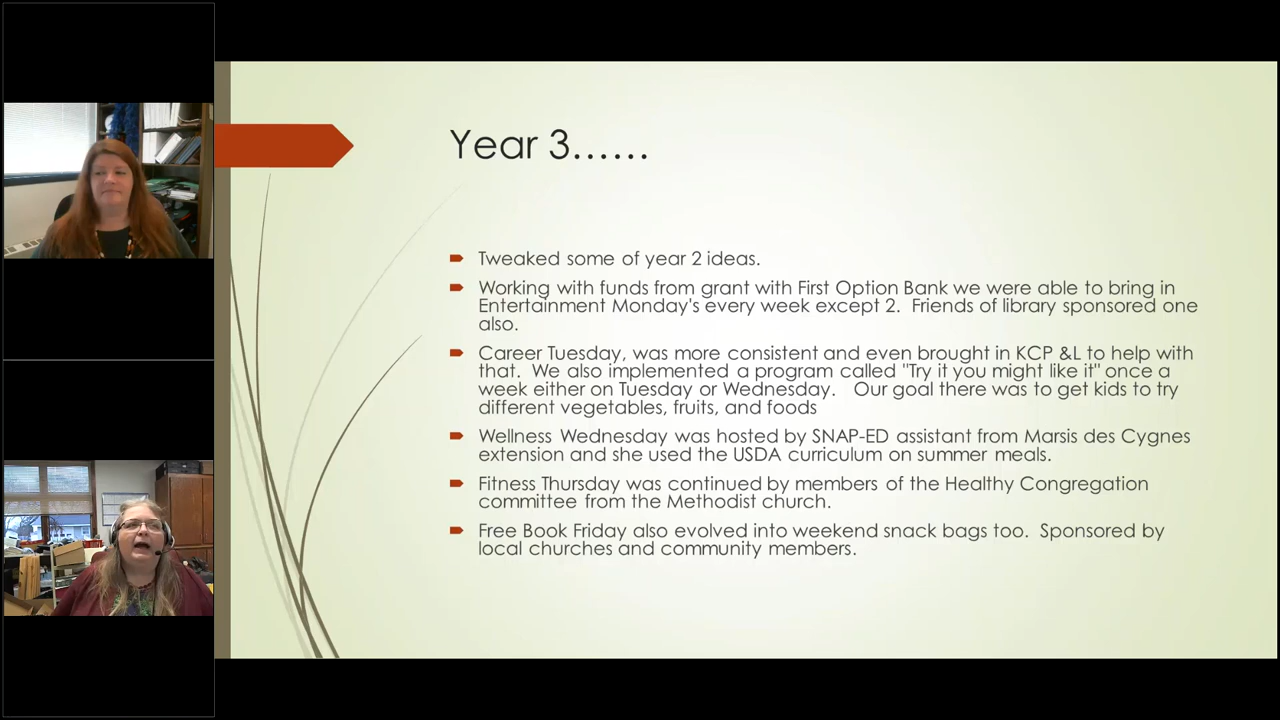 Year 3......
Tweaked some of year 2 ideas.
Working with funds from grant with First Option Bank we were able to bring in
Entertainment Monday's every week except 2. Friends of library sponsored one
also.
Career Tuesday, was more consistent and even brought in KCP &L to help with
that. We also implemented a program called "Try it you might like it" once a
week either on Tuesday or Wednesday. Our goal there was to get kids to try
different vegetables, fruits, and foods
Wellness Wednesday was hosted by SNAP-ED assistant from Marsis des Cygnes
extension and she used the USDA curriculum on summer meals.
Fitness Thursday was continued by members of the Healthy Congregation
committee from the Methodist church.
Free Book Friday also evolved into weekend snack bags too. Sponsored by
local churches and community members.